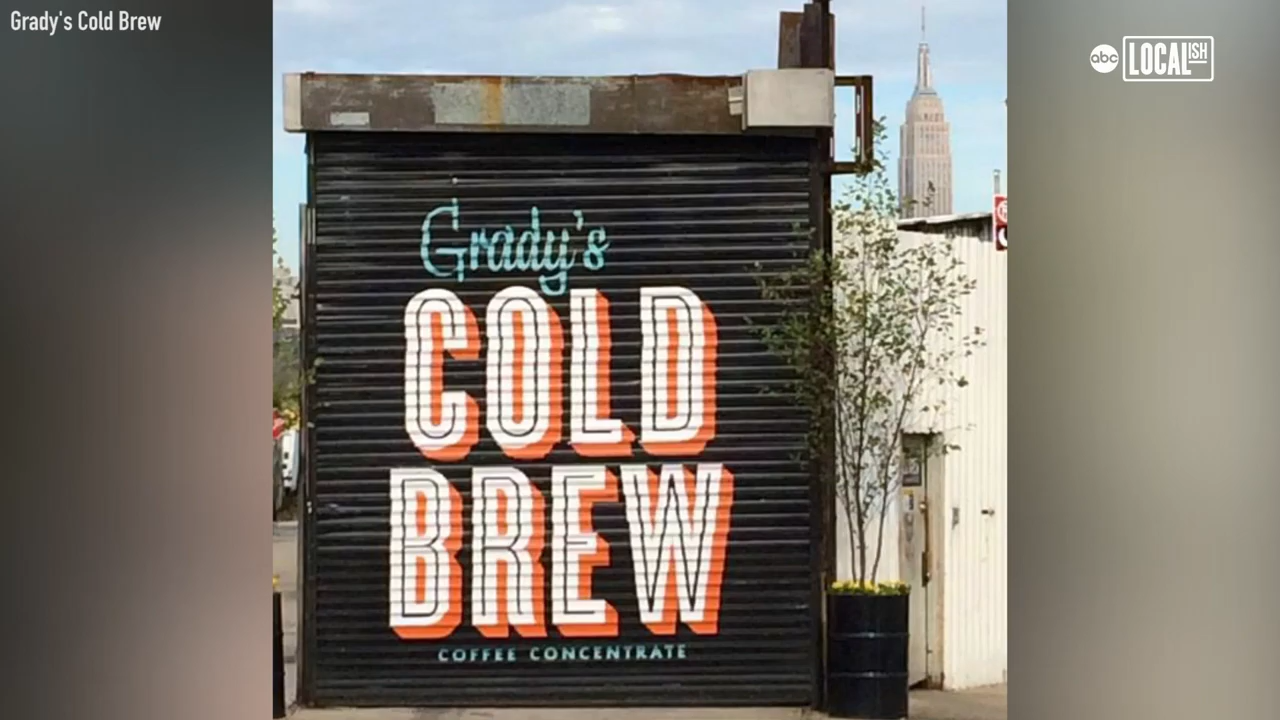 Grady's Cold Brew
abc LOCALISH
Grady's
COLD
BREW
COFFEE CONCENTRATE